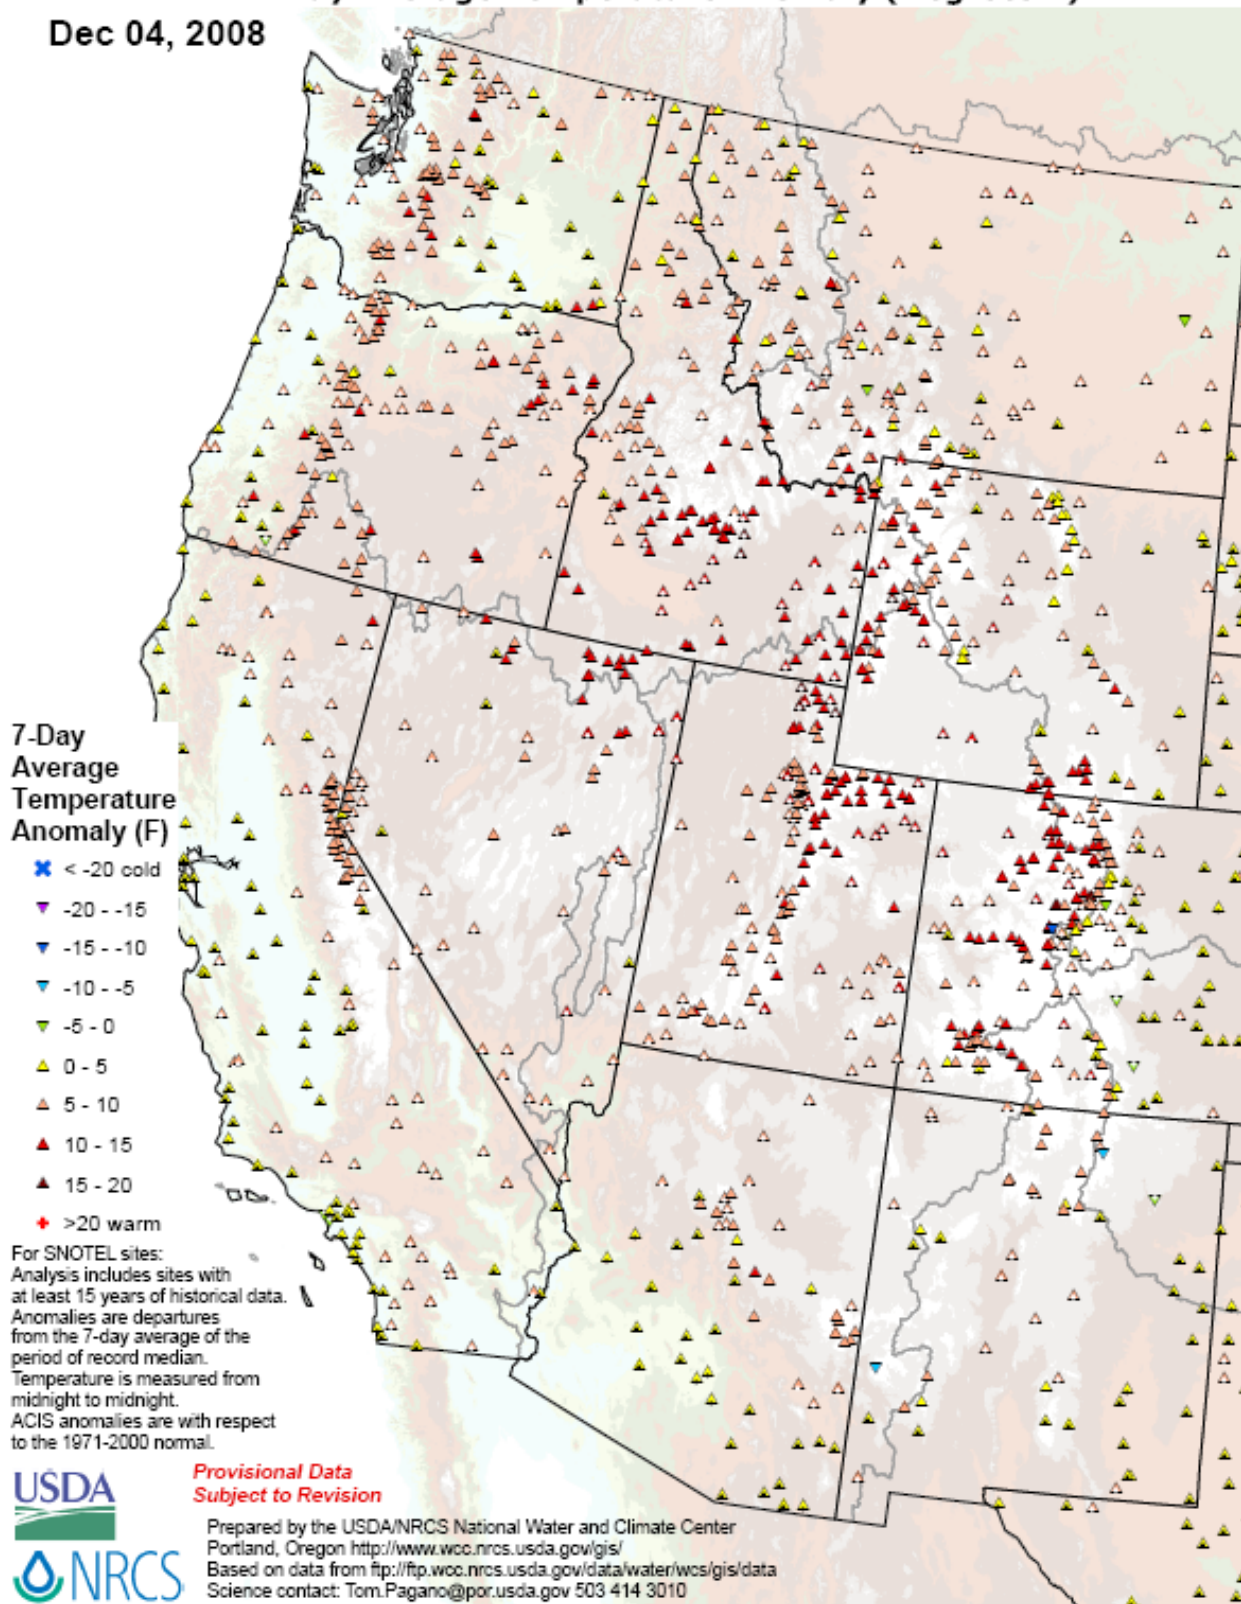 Dec 04, 2008
7-Day
Average
Temperature
Anomaly (F)
< -20 cold
-20 - -15
-15 - -10
-10 - -5
-5 - 0
0 - 5
5 - 10
10 - 15
15 - 20
>20 warm
For SNOTEL sites:
Analysis includes sites with
at least 15 years of historical data.
Anomalies are departures
from the 7-day average of the
period of record median.
Temperature is measured from
midnight to midnight.
ACIS anomalies are with respect
to the 1971-2000 normal.
USDA
NRCS
Provisional Data
Subject to Revision
Prepared by the USDA/NRCS National Water and Climate Center
Portland, Oregon http://www.wcc.nrcs.usda.gov/gis/
Based on data from ftp://ftp.wcc.nrcs.usda.gov/data/water/wcs/gis/data
Science contact: Tom.Pagano@por.usda.gov 503 414 3010